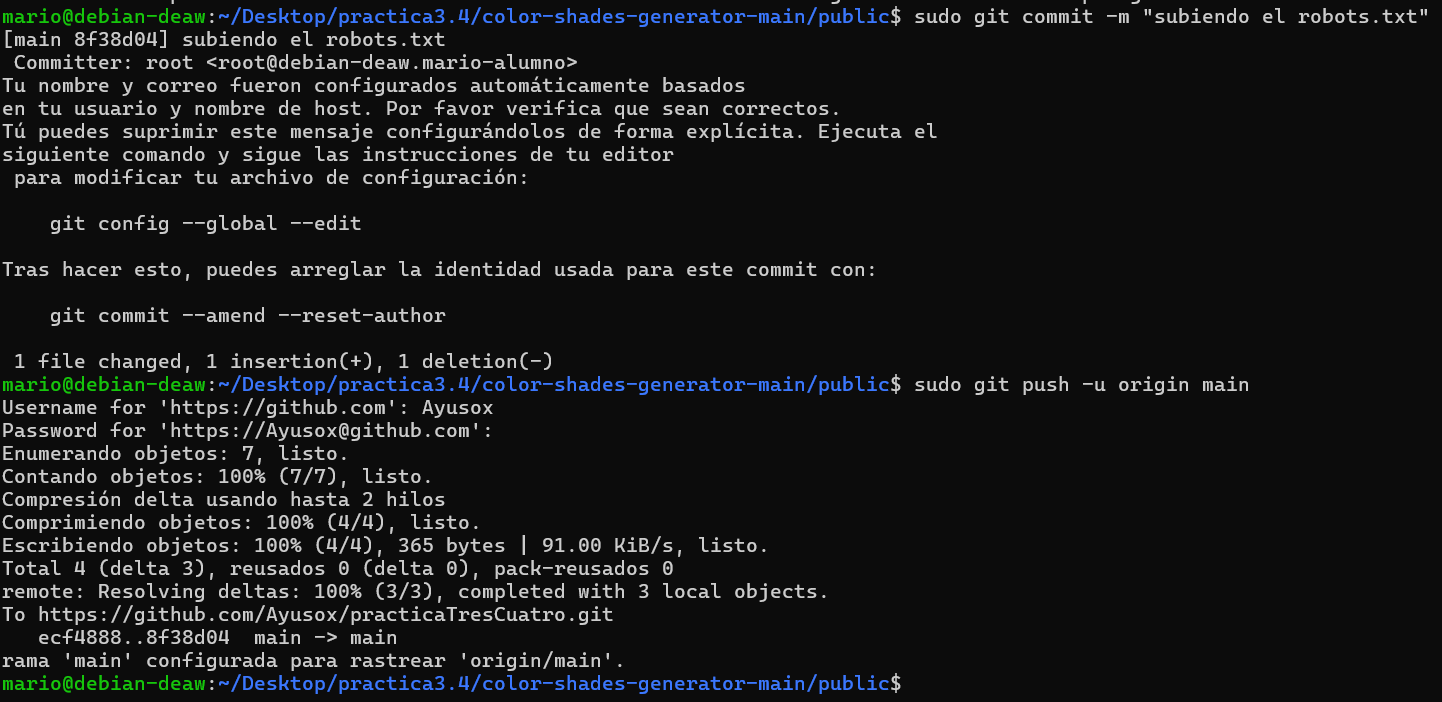 mario@debian-deaw:~/Desktop/practica3.4/color-shades-generator-main/public$ sudo git commit -m "subiendo el robots.txt"
[main 8f38d04] subiendo el robots.txt
 Committer: root <root@debian-deaw.mario-alumno>
Tu nombre y correo fueron configurados automáticamente basados
en tu usuario y nombre de host. Por favor verifica que sean correctos.
Tú puedes suprimir este mensaje configurándolos de forma explícita. Ejecuta el
siguiente comando y sigue las instrucciones de tu editor
 para modificar tu archivo de configuración:

    git config --global --edit

Tras hacer esto, puedes arreglar la identidad usada para este commit con:

    git commit --amend --reset-author

 1 file changed, 1 insertion(+), 1 deletion(-)
mario@debian-deaw:~/Desktop/practica3.4/color-shades-generator-main/public$ sudo git push -u origin main
Username for 'https://github.com': Ayusox
Password for 'https://Ayusox@github.com':
Enumerando objetos: 7, listo.
Contando objetos: 100% (7/7), listo.
Compresión delta usando hasta 2 hilos
Comprimiendo objetos: 100% (4/4), listo.
Escribiendo objetos: 100% (4/4), 365 bytes | 91.00 KiB/s, listo.
Total 4 (delta 3), reusados 0 (delta 0), pack-reusados 0
remote: Resolving deltas: 100% (3/3), completed with 3 local objects.
To https://github.com/Ayusox/practicaTresCuatro.git
   ecf4888..8f38d04  main -> main
rama 'main' configurada para rastrear 'origin/main'.
mario@debian-deaw:~/Desktop/practica3.4/color-shades-generator-main/public$